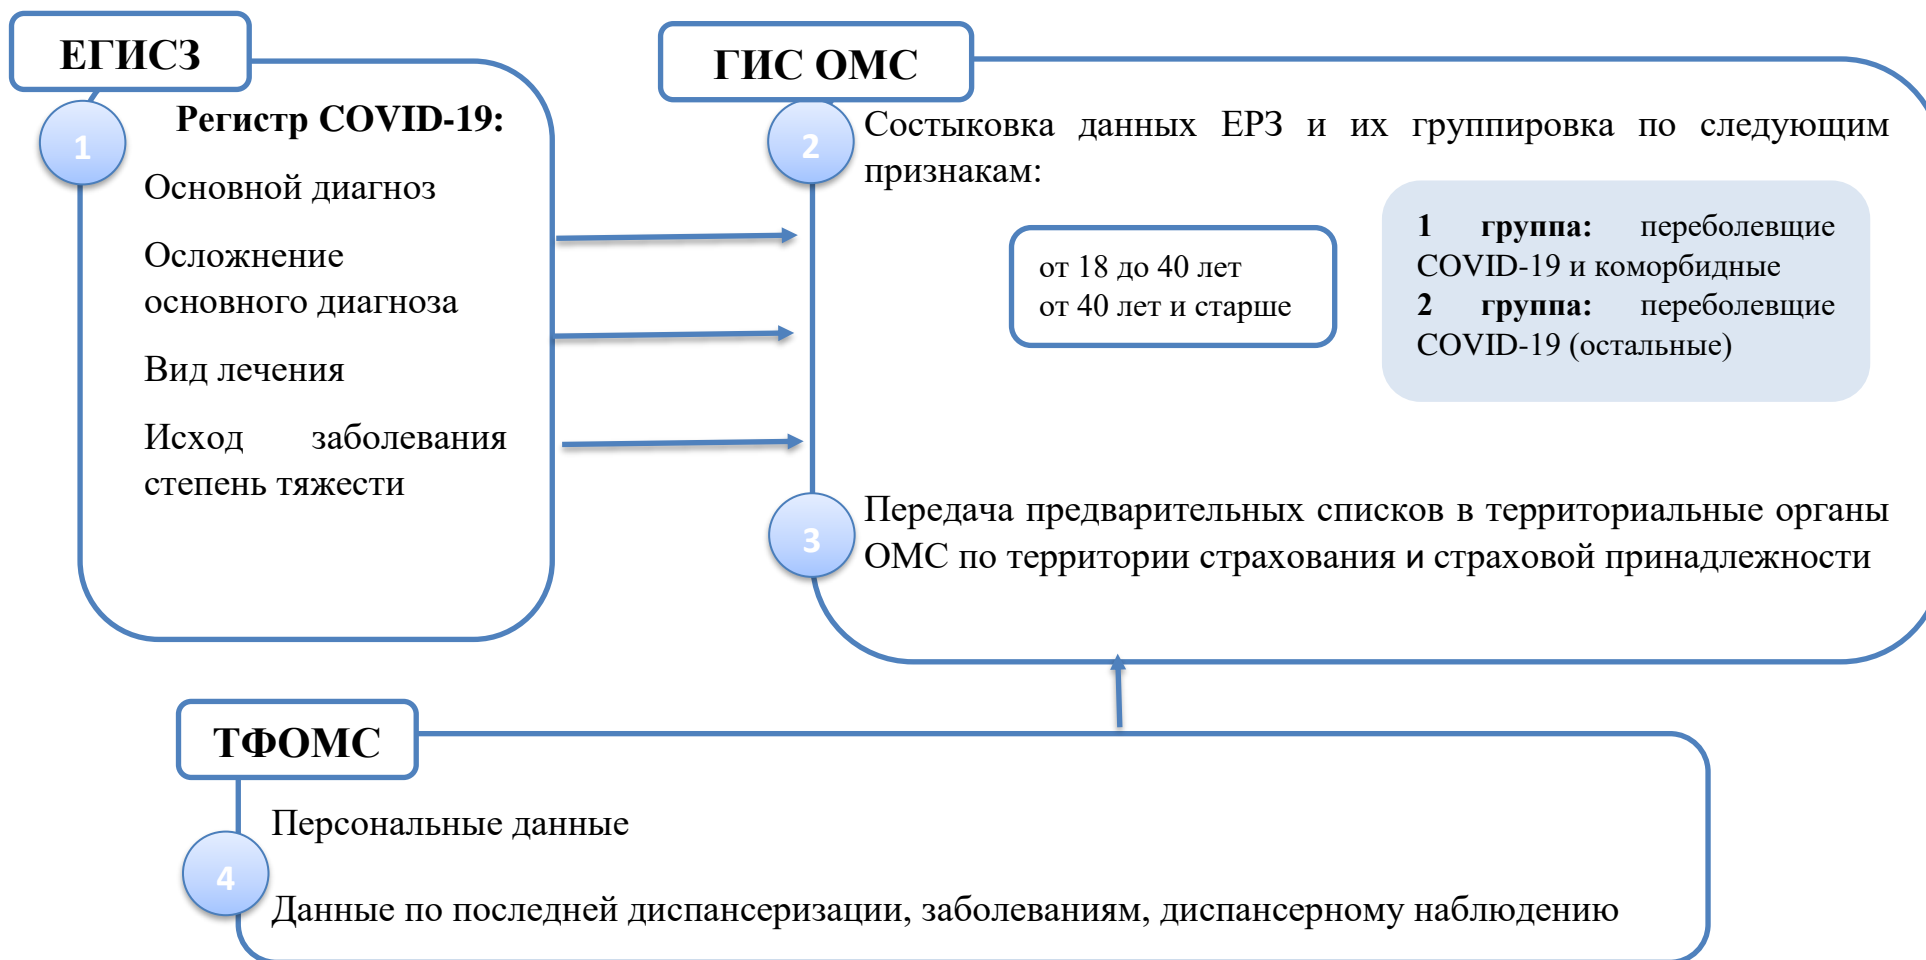 ЕГИСЗ
1
Регистр COVID-19:
Основной диагноз
Осложнение
основного диагноза
Вид лечения
Исход заболевания
степень тяжести
ГИС ОМС
2
Состыковка данных ЕРЗ и их группировка по следующим
признакам:
от 18 до 40 лет
от 40 лет и старше
1 группа: переболевщие
COVID-19 и коморбидные
2 группа: переболевщие
COVID-19 (остальные)
3
Передача предварительных списков в территориальные органы
ОМС по территории страхования и страховой принадлежности
ТФОМС
Персональные данные
4
Данные по последней диспансеризации, заболеваниям, диспансерному наблюдению